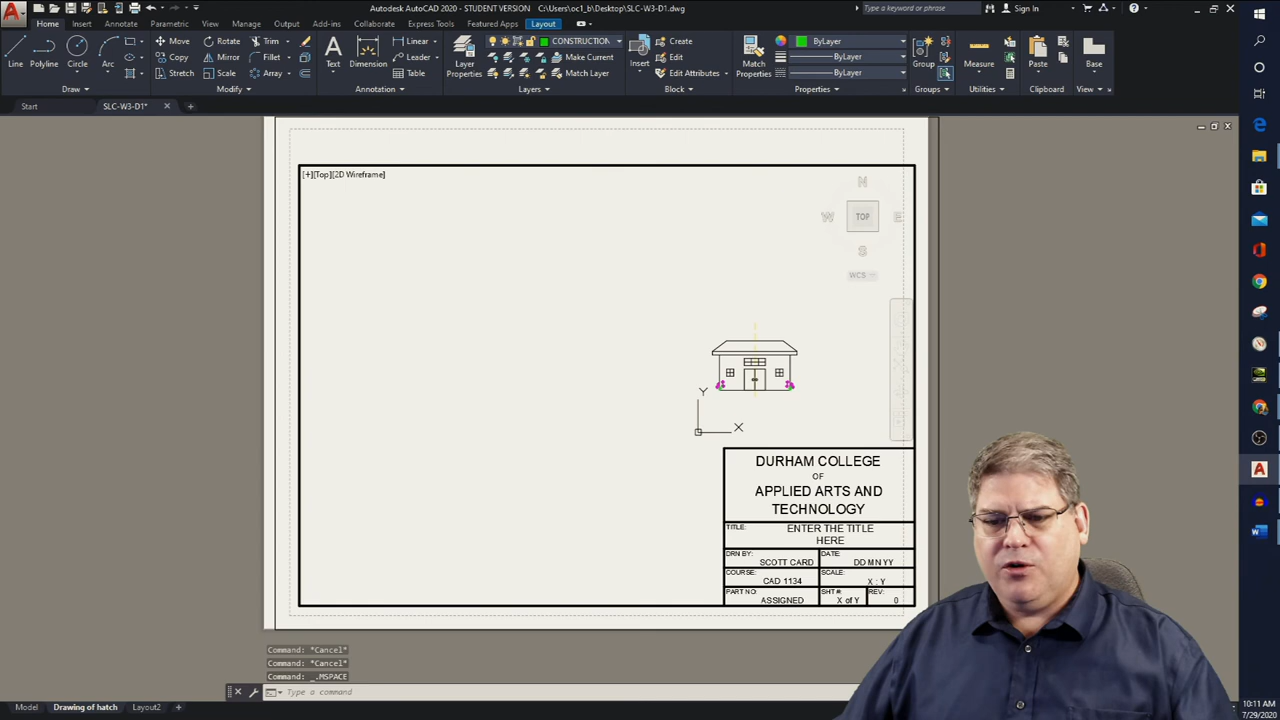 Autodesk AutoCAD 2020 - STUDENT VERSION C:\Users\oc1_b\Desktop\SLC-W3-D1.dwg
Type a keyword or phrase
Sign In
Home Insert Annotate Parametric View Manage Output Add-ins Collaborate Express Tools Featured Apps Layout
Line Polyline Circle Arc
Move Rotate Trim
Copy Mirror Fillet
Stretch Scale Array
Text Dimension
Linear
Leader
Table
Layer Properties
CONSTRUCTION
Make Current
Match Layer
Insert
Create
Edit
Edit Attributes
Match Properties
ByLayer
ByLayer
ByLayer
Group
Measure
Paste
Base
Draw Modify Annotation Layers Block Properties Groups Utilities Clipboard View
Start SLC-W3-D1*
[+][Top][2D Wireframe]
N
W TOP E
S
WCS
Y
X
DURHAM COLLEGE
OF
APPLIED ARTS AND
TECHNOLOGY
TITLE: ENTER THE TITLE
HERE
DRN BY: DATE:
SCOTT CARD DD MN YY
COURSE: SCALE:
CAD 1134 X : Y
PART NO: SHT #: REV:
ASSIGNED X of Y 0
Command: *Cancel*
Command: *Cancel*
Command: _.MSPACE
Type a command
Model Drawing of hatch Layout2 +
10:11 AM
7/29/2020